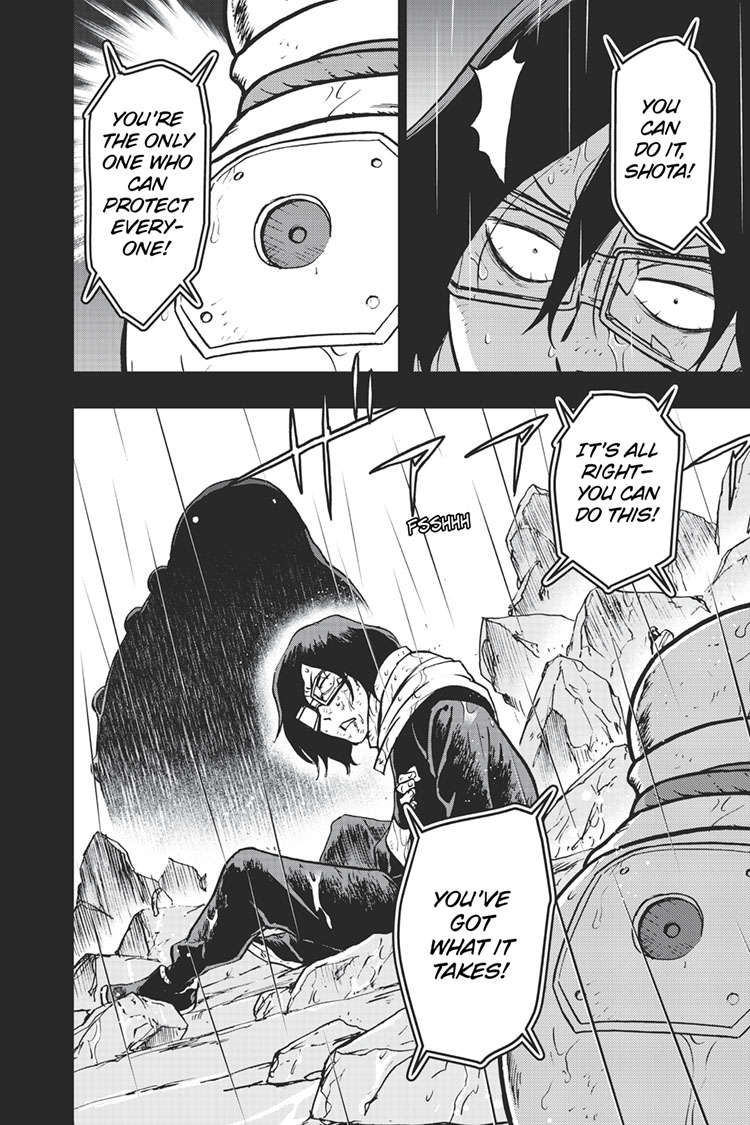 YOU
CAN
DO IT,
SHOTA!
YOU'RE
THE ONLY
ONE WHO
CAN
PROTECT
EVERY-
ONE!
IT'S ALL
RIGHT–
YOU CAN
DO THIS!
FSSHHH
YOU'VE
GOT
WHAT IT
TAKES!